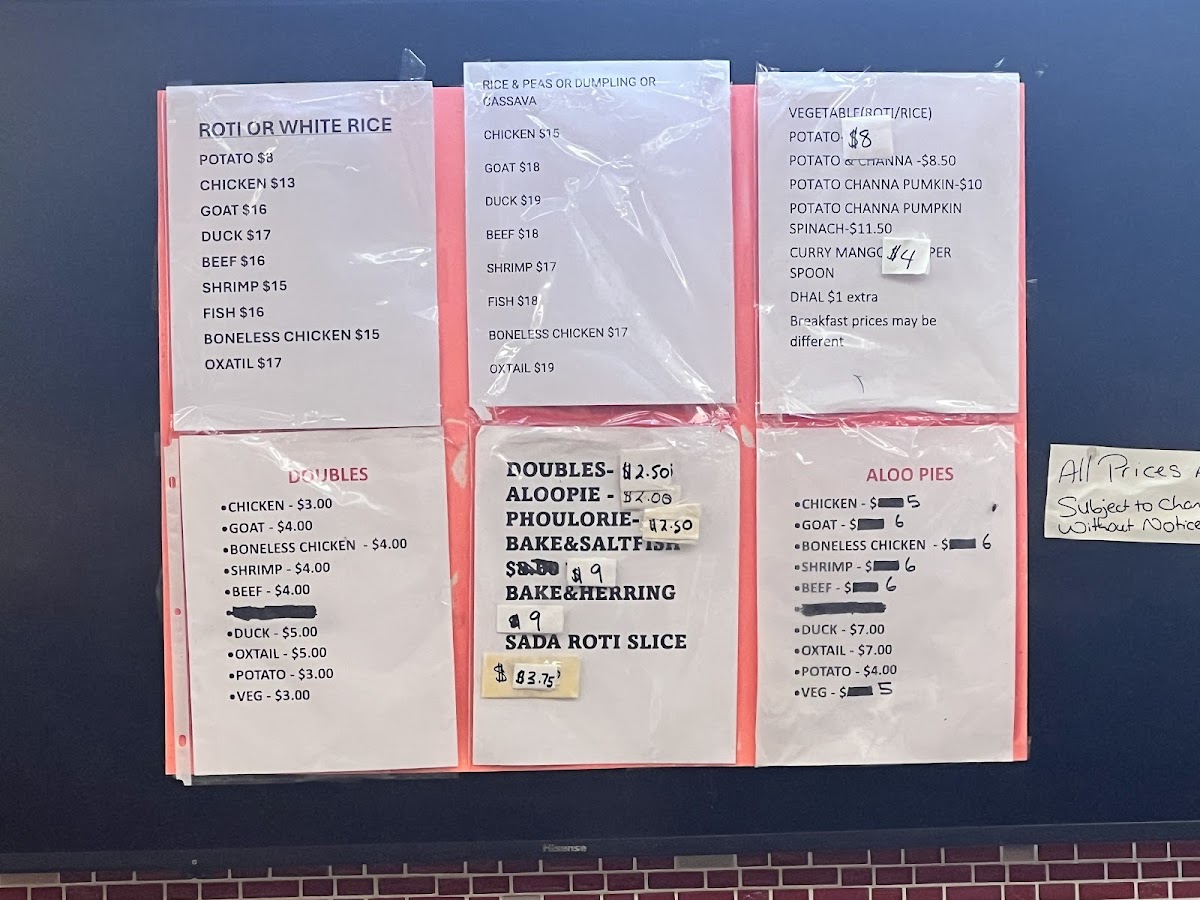 ROTI OR WHITE RICE
POTATO $8
CHICKEN $13
GOAT $16
DUCK $17
BEEF $16
SHRIMP $15
FISH $16
BONELESS CHICKEN $15
OXATIL $17
RICE & PEAS OR DUMPLING OR
CASSAVA
CHICKEN $15
GOAT $18
DUCK $19
BEEF $18
SHRIMP $17
FISH $18
BONELESS CHICKEN $17
OXTAIL $19
VEGETABLE(ROTI/RICE)
POTATO- $8
POTATO & CHANNA -$8.50
POTATO CHANNA PUMKIN-$10
POTATO CHANNA PUMPKIN
SPINACH-$11.50
CURRY MANGO $4 PER
SPOON
DHAL $1 extra
Breakfast prices may be
different
DOUBLES
•CHICKEN - $3.00
•GOAT - $4.00
•BONELESS CHICKEN - $4.00
•SHRIMP - $4.00
•BEEF - $4.00
•DUCK - $5.00
•OXTAIL - $5.00
•POTATO - $3.00
•VEG - $3.00
DOUBLES- $2.50
ALOOPIE - $2.00
PHOULORIE- $2.50
BAKE&SALTFISH
$ $9
BAKE&HERRING
9
SADA ROTI SLICE
$ $3.75
ALOO PIES
•CHICKEN - $ 5
•GOAT - $ 6
•BONELESS CHICKEN - $ 6
•SHRIMP - $ 6
•BEEF - $ 6
•DUCK - $7.00
•OXTAIL - $7.00
•POTATO - $4.00
•VEG - $ 5
All Prices
Subject to
Without Notice
Hisense